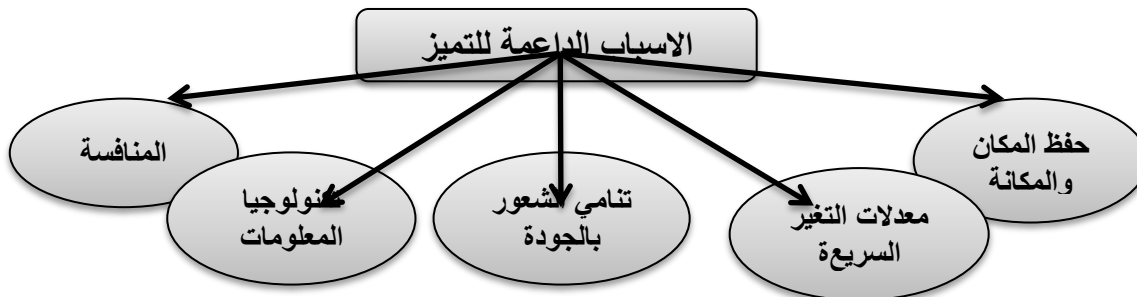 الاسباب الداعمة للتميز
حفظ المكان
والمكانة
معدلات التغير
السريعة
تنامي الشعور
بالجودة
تكنولوجيا
المعلومات
المنافسة